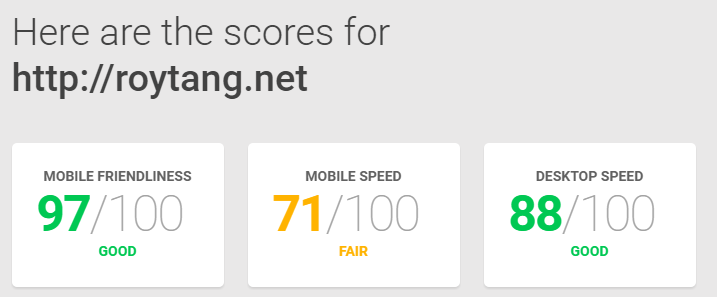 Here are the scores for
http://roytang.net
MOBILE FRIENDLINESS
97/100
GOOD
MOBILE SPEED
71/100
FAIR
DESKTOP SPEED
88/100
GOOD